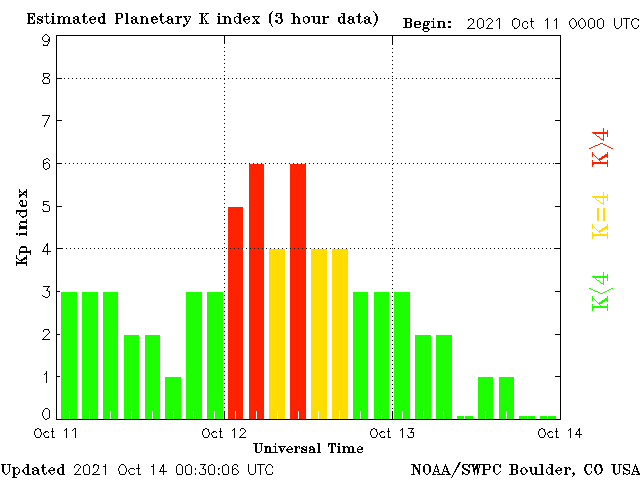 Estimated Planetary K index (3 hour data) Begin: 2021 Oct 11 0000 UTC
9
8
7
6
5
4
3
2
1
0
Kp index
K>4
K=4
K<4
Oct 11 Oct 12 Oct 13 Oct 14
Universal Time
Updated 2021 Oct 14 00:30:06 UTC NOAA/SWPC Boulder, CO USA